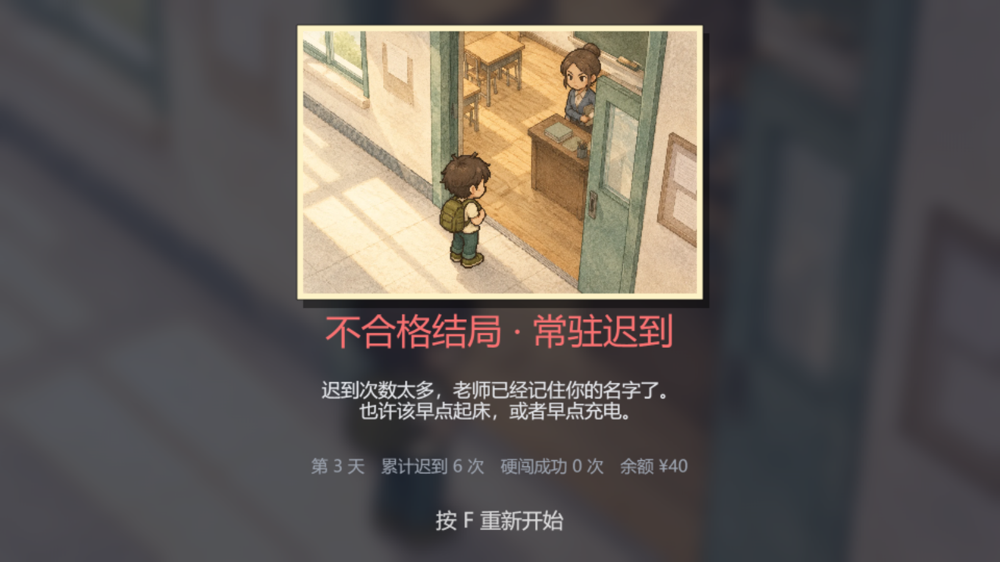 不合格结局 · 常驻迟到
迟到次数太多，老师已经记住你的名字了。
也许该早点起床，或者早点充电。
第 3 天 累计迟到 6 次 硬闯成功 0 次 余额 ¥40
按 F 重新开始